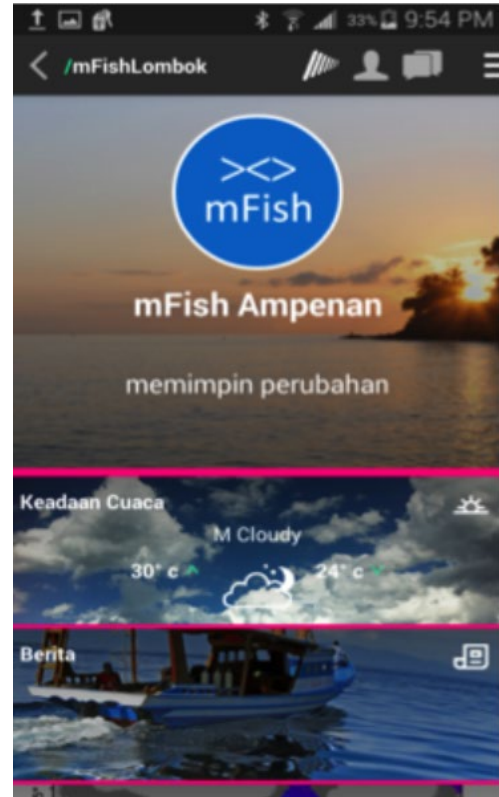 33% 9:54 PM
/mFishLombok
><>
mFish
mFish Ampenan
memimpin perubahan
Keadaan Cuaca
M Cloudy
30° c 24° c
Berita